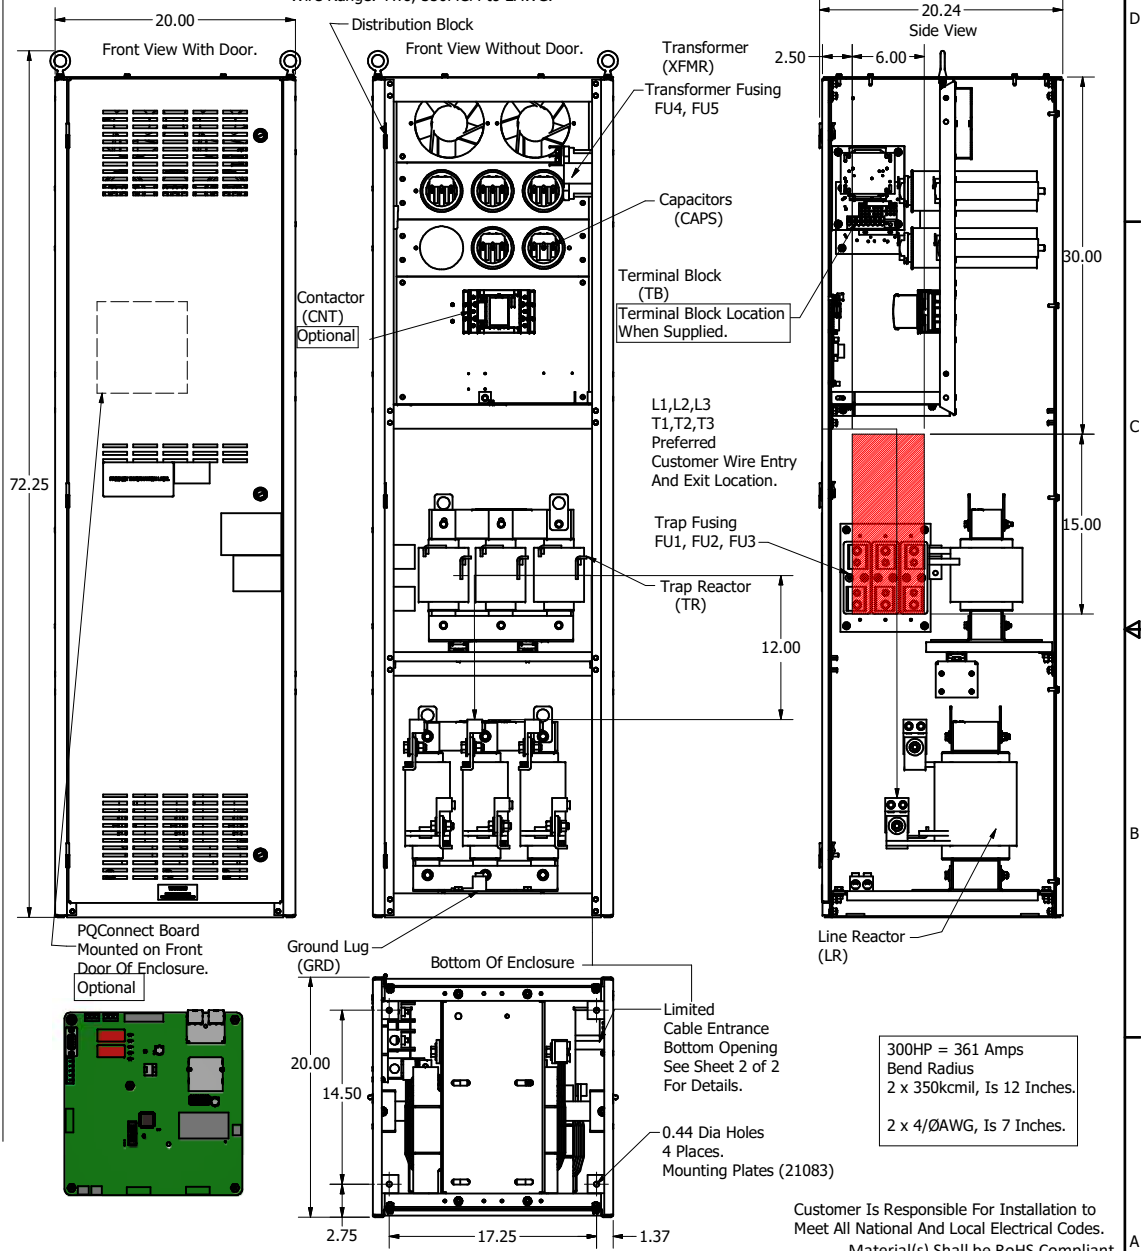 20.00
Front View With Door.
Distribution Block
Front View Without Door.
Transformer
(XFMR)
Transformer Fusing
FU4, FU5
20.24
Side View
2.50
6.00
D
Capacitors
(CAPS)
Contactor
(CNT)
Optional
Terminal Block
(TB)
Terminal Block Location
When Supplied.
30.00
L1,L2,L3
T1,T2,T3
Preferred
Customer Wire Entry
And Exit Location.
C
72.25
Trap Fusing
FU1, FU2, FU3
15.00
Trap Reactor
(TR)
12.00
B
PQConnect Board
Mounted on Front
Door Of Enclosure.
Optional
Ground Lug
(GRD)
Bottom Of Enclosure
Line Reactor
(LR)
Limited
Cable Entrance
Bottom Opening
See Sheet 2 of 2
For Details.
20.00
14.50
300HP = 361 Amps
Bend Radius
2 x 350kcmil, Is 12 Inches.
2 x 4/ØAWG, Is 7 Inches.
0.44 Dia Holes
4 Places.
Mounting Plates (21083)
2.75
17.25
1.37
Customer Is Responsible For Installation to
Meet All National And Local Electrical Codes.
Material(s) Shall be RoHS Compliant
A